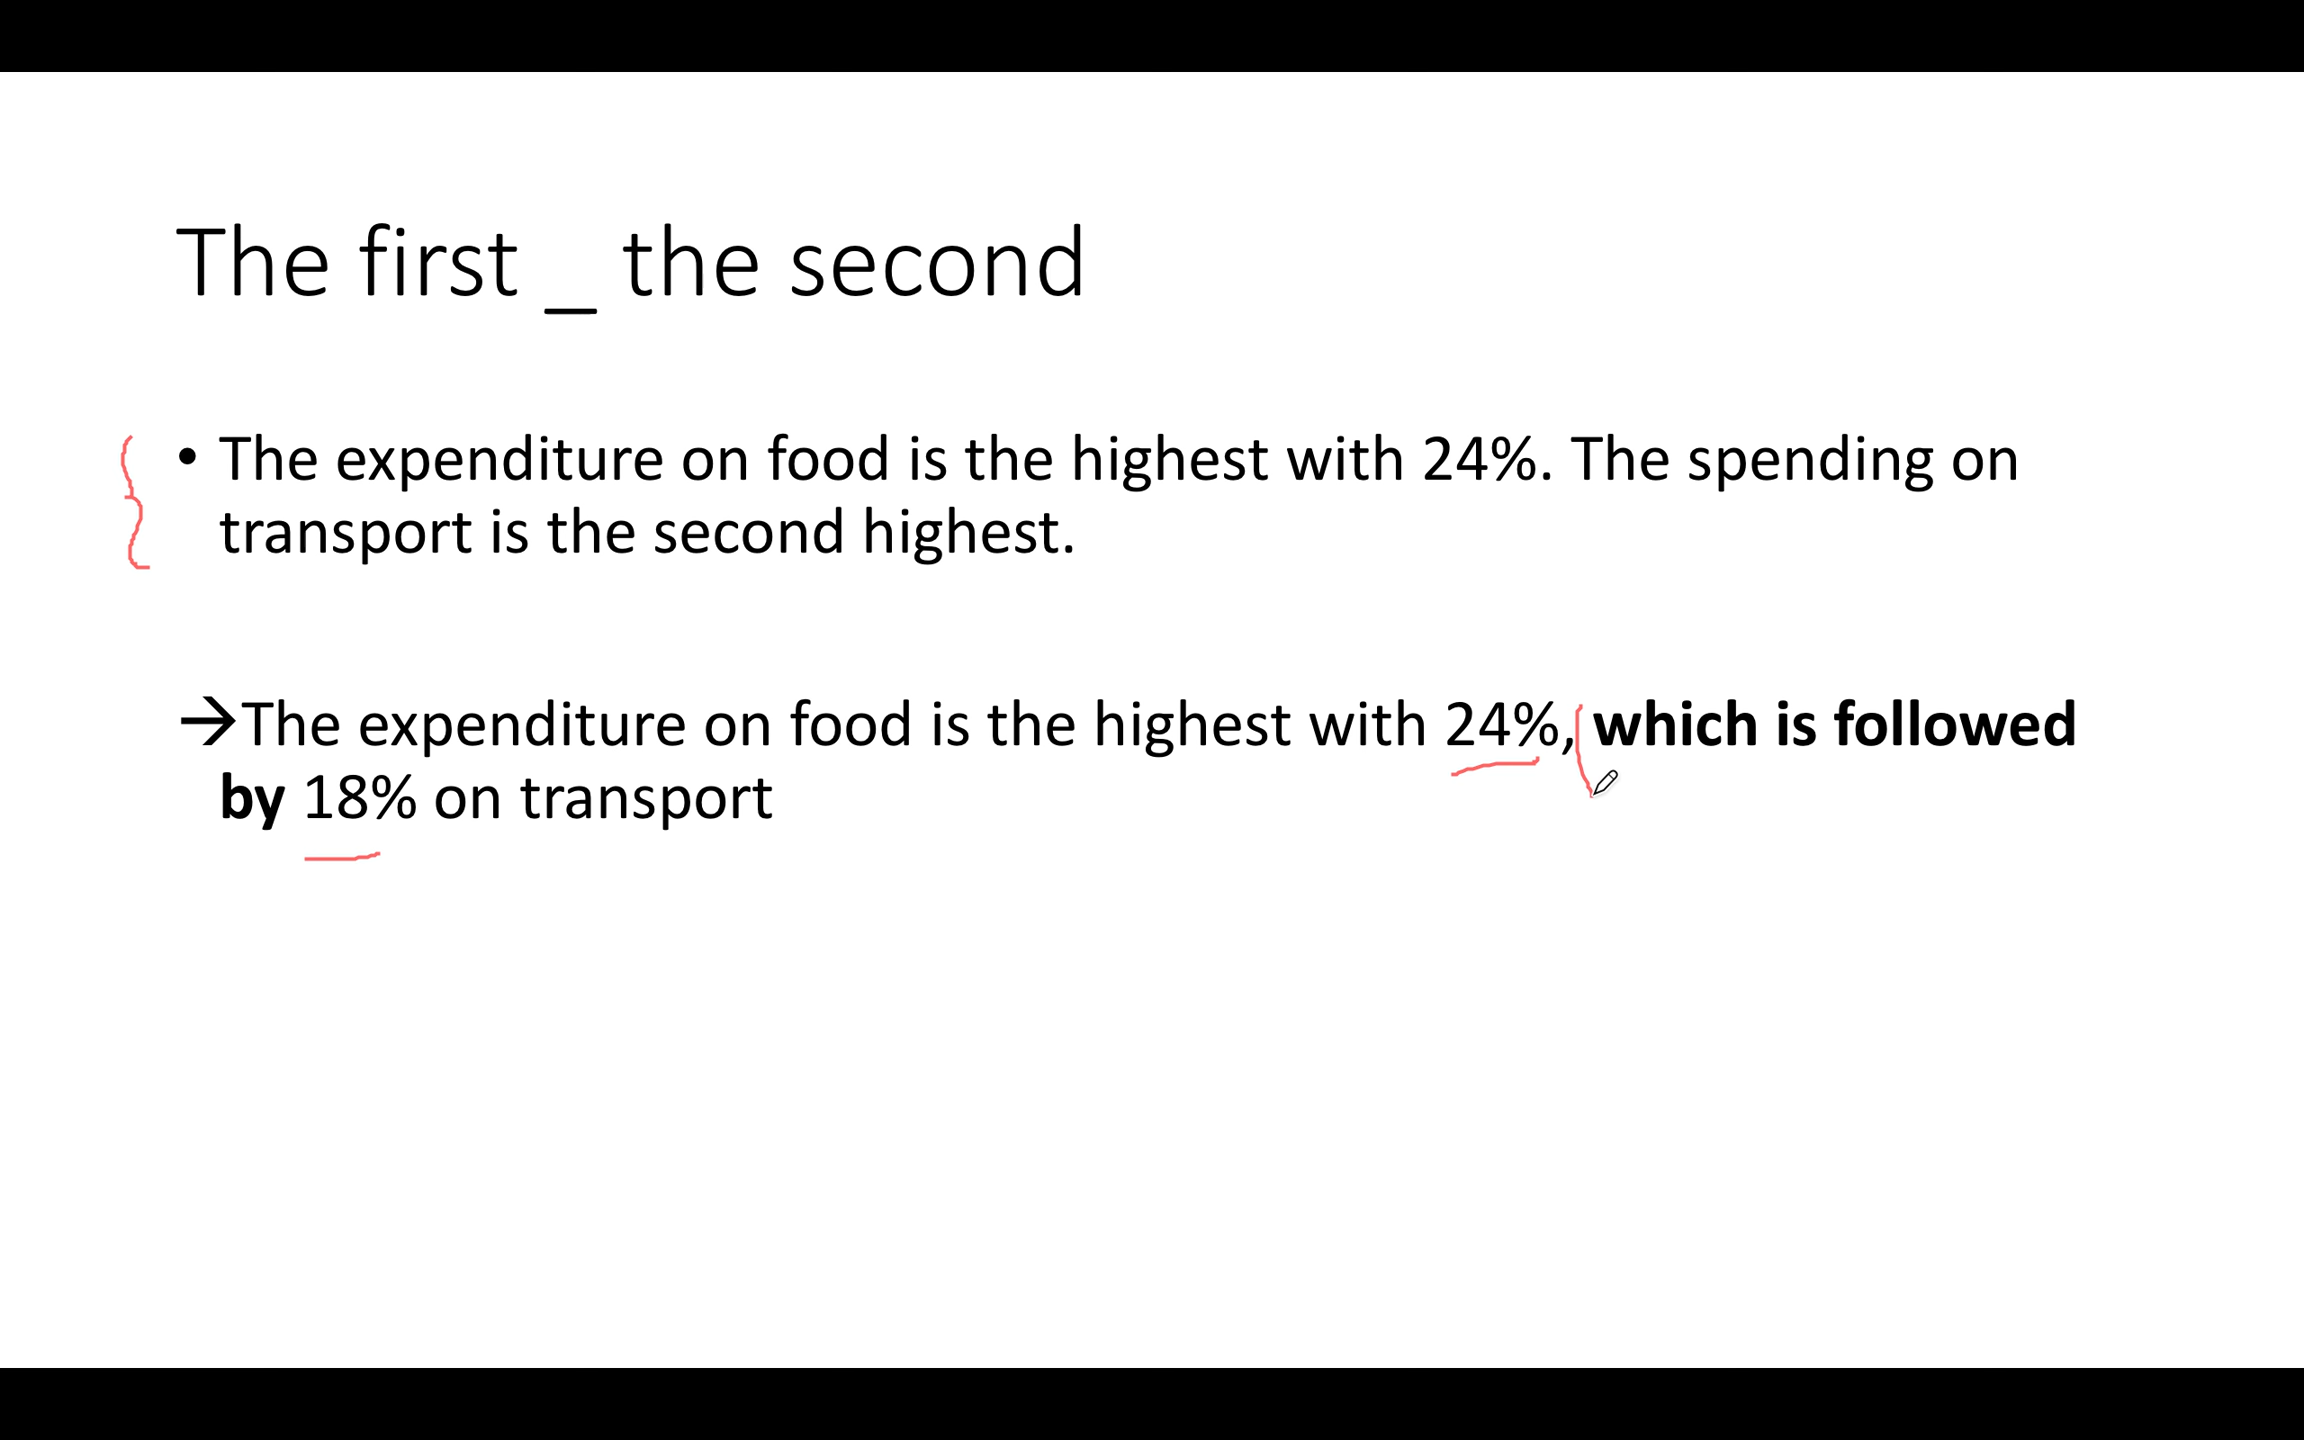 The first _ the second
• The expenditure on food is the highest with 24%. The spending on
transport is the second highest.
→The expenditure on food is the highest with 24%, which is followed
by 18% on transport